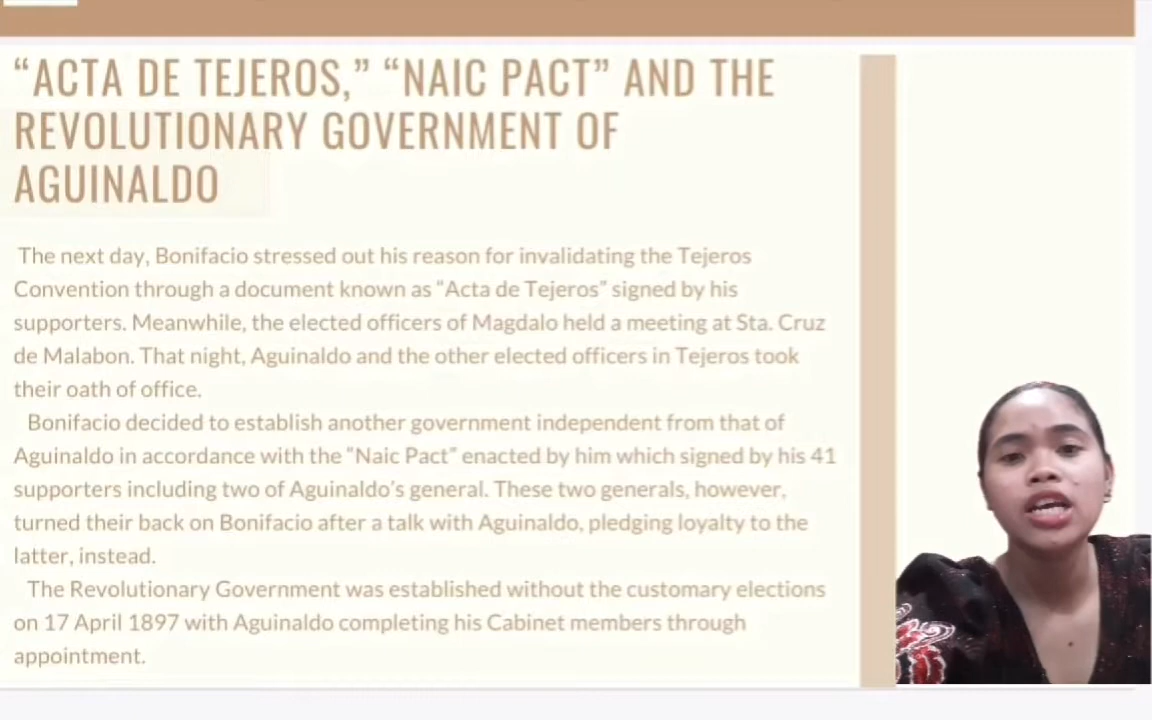 “ACTA DE TEJEROS,” “NAIC PACT” AND THE
REVOLUTIONARY GOVERNMENT OF
AGUINALDO
The next day, Bonifacio stressed out his reason for invalidating the Tejeros
Convention through a document known as “Acta de Tejeros” signed by his
supporters. Meanwhile, the elected officers of Magdalo held a meeting at Sta. Cruz
de Malabon. That night, Aguinaldo and the other elected officers in Tejeros took
their oath of office.
Bonifacio decided to establish another government independent from that of
Aguinaldo in accordance with the “Naic Pact” enacted by him which signed by his 41
supporters including two of Aguinaldo’s general. These two generals, however,
turned their back on Bonifacio after a talk with Aguinaldo, pledging loyalty to the
latter, instead.
The Revolutionary Government was established without the customary elections
on 17 April 1897 with Aguinaldo completing his Cabinet members through
appointment.